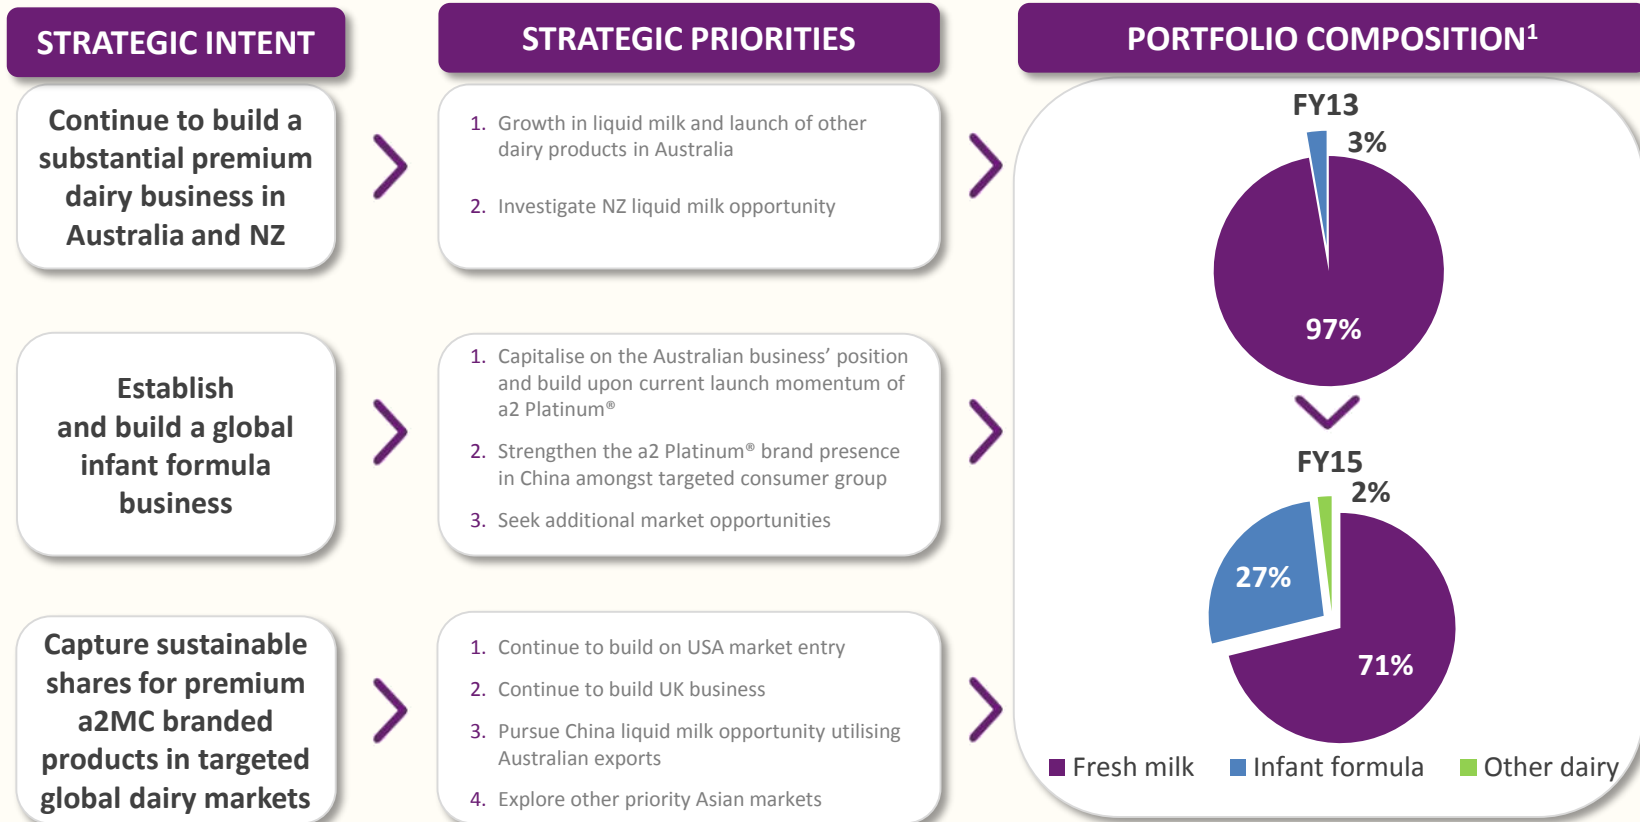 STRATEGIC INTENT
STRATEGIC PRIORITIES
PORTFOLIO COMPOSITION¹
Continue to build a
substantial premium
dairy business in
Australia and NZ
1. Growth in liquid milk and launch of other
dairy products in Australia
2. Investigate NZ liquid milk opportunity
FY13
3%
97%
Establish
and build a global
infant formula
business
1. Capitalise on the Australian business’ position
and build upon current launch momentum of
a2 Platinum®
2. Strengthen the a2 Platinum® brand presence
in China amongst targeted consumer group
3. Seek additional market opportunities
FY15
2%
27%
71%
Capture sustainable
shares for premium
a2MC branded
products in targeted
global dairy markets
1. Continue to build on USA market entry
2. Continue to build UK business
3. Pursue China liquid milk opportunity utilising
Australian exports
4. Explore other priority Asian markets
Fresh milk
Infant formula
Other dairy